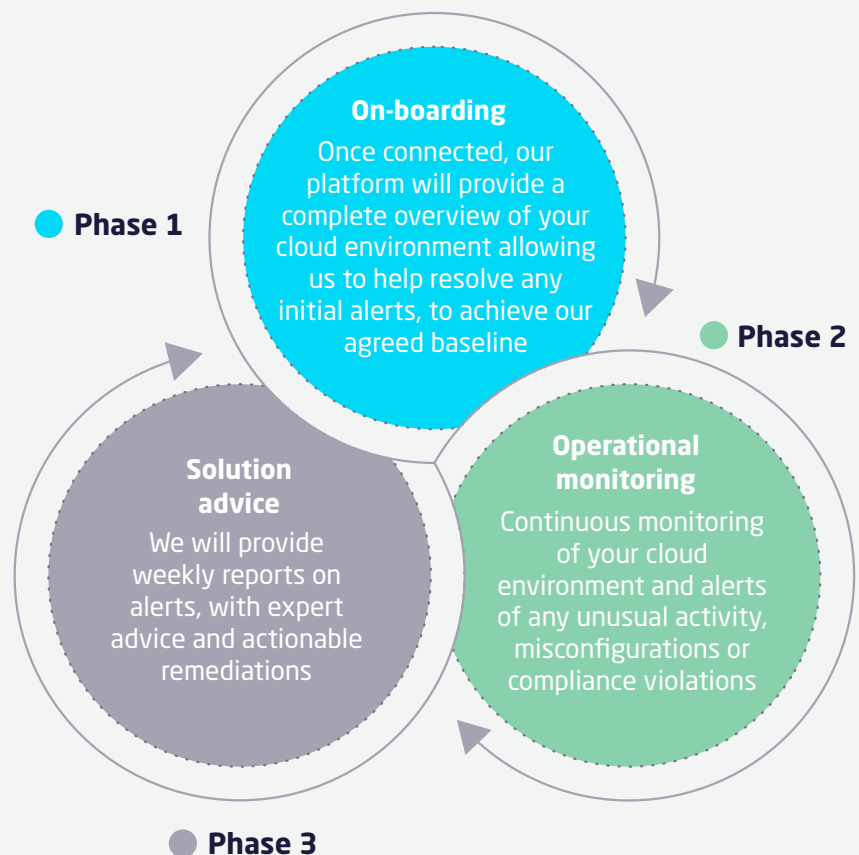 On-boarding
Once connected, our
platform will provide a
complete overview of your
cloud environment allowing
us to help resolve any
initial alerts, to achieve our
agreed baseline
Phase 1
Phase 2
Operational
monitoring
Continuous monitoring
of your cloud
environment and alerts
of any unusual activity,
misconfigurations or
compliance violations
Solution
advice
We will provide
weekly reports on
alerts, with expert
advice and actionable
remediations
Phase 3